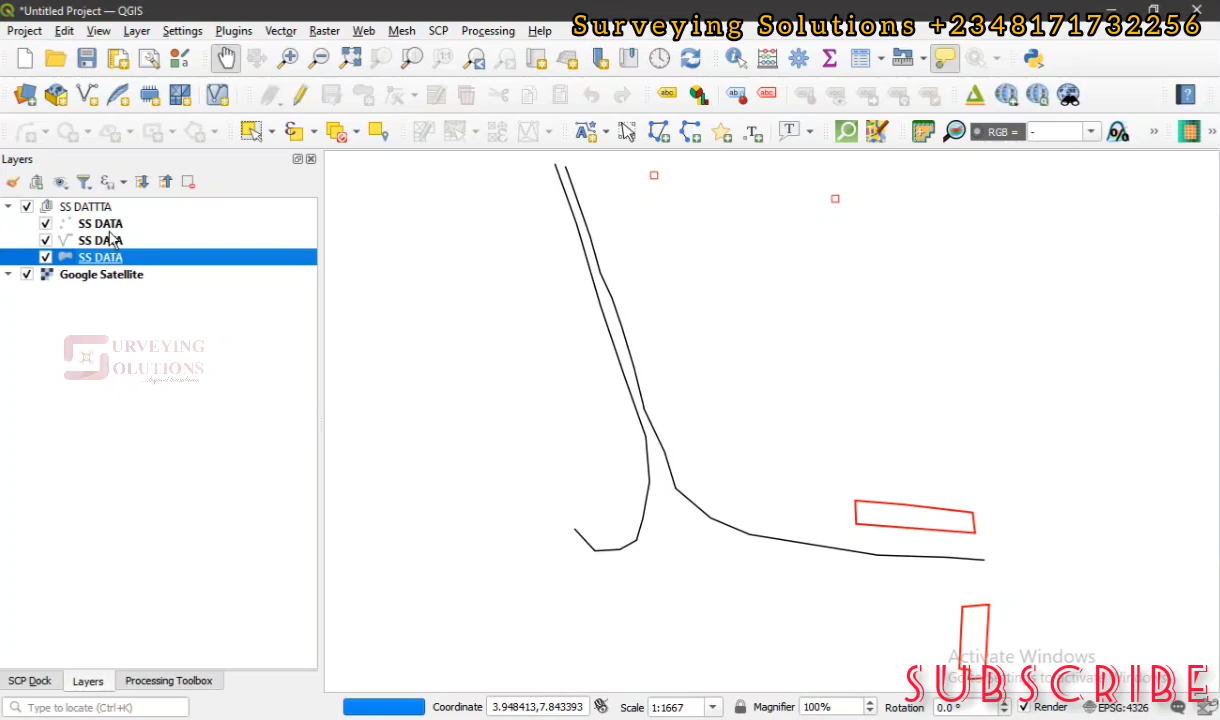 *Untitled Project — QGIS
Surveying Solutions +2348171732256
Project Edit View Layer Settings Plugins Vector Raster Web Mesh SCP Processing Help
RGB = -
Layers
SS DATTTA
SS DATA
SS DATA
SS DATA
Google Satellite
URVEYING
OLUTIONS
Activate Windows
SUBSCRIBE
SCP Dock Layers Processing Toolbox
Type to locate (Ctrl+K) Coordinate 3.948413,7.843393 Scale 1:1667 Magnifier 100% Rotation 0.0 ° Render EPSG:4326